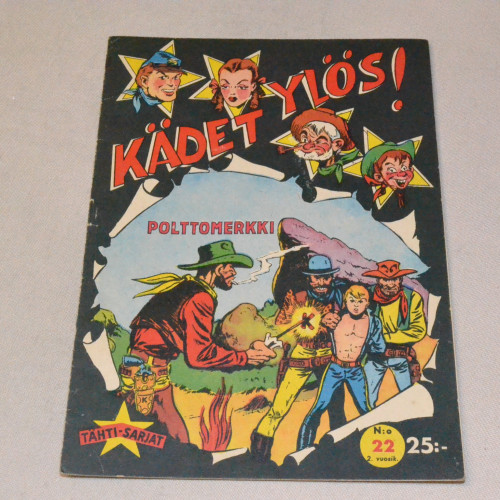 KÄDET YLÖS!
POLTTOMERKKI
K
K
TÄHTI-SARJAT
N:o
22
2. vuosik.
25:-